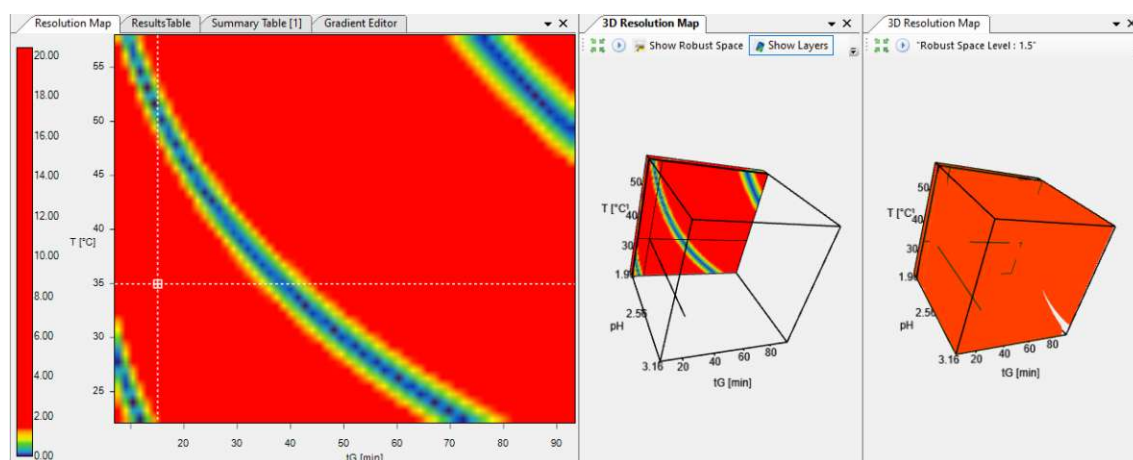 Resolution Map ResultsTable Summary Table [1] Gradient Editor
20.00
18.00
16.00
14.00
12.00
10.00
8.00
6.00
4.00
2.00
0.00
T [°C]
55
50
45
40
35
30
25
20 30 40 50 60 70 80 90
tG [min]
3D Resolution Map
Show Robust Space Show Layers
50
T [°C]
40
30
1.9
2.56
pH
3.16 20 40 60 80
tG [min]
3D Resolution Map
"Robust Space Level : 1.5"
50
T [°C]
40
30
1.9
2.56
pH
3.16 20 40 60 80
tG [min]